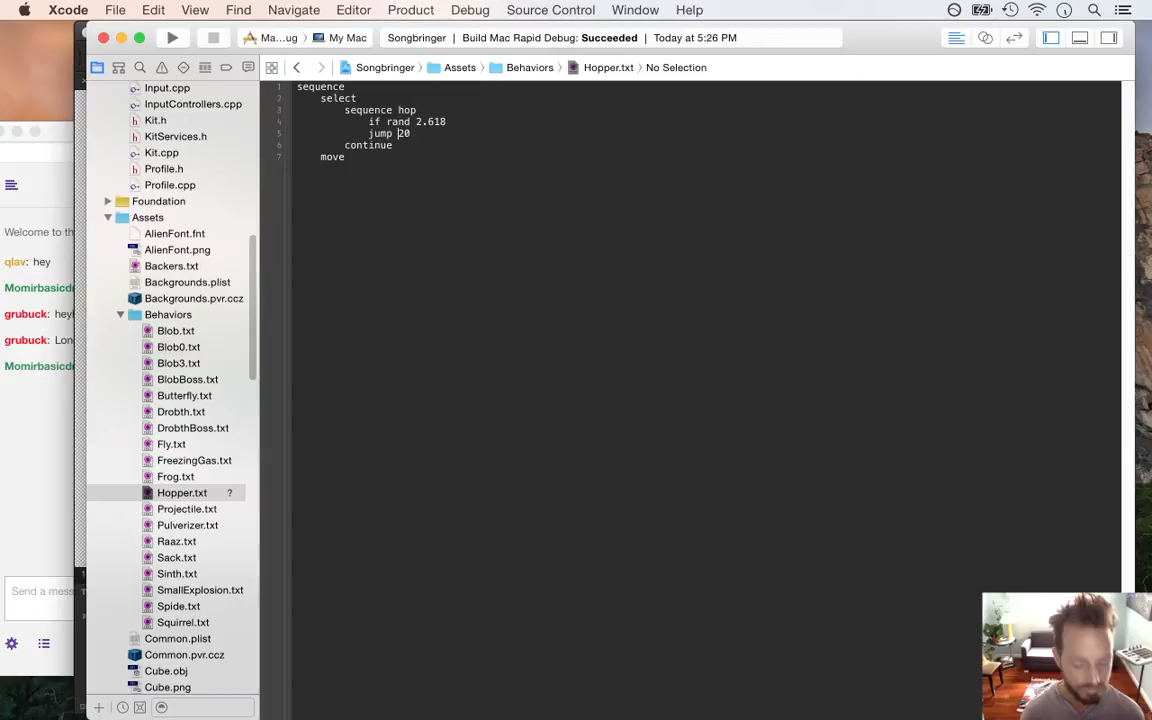 Xcode File Edit View Find Navigate Editor Product Debug Source Control Window Help
Ma...ug My Mac Songbringer | Build Mac Rapid Debug: Succeeded | Today at 5:26 PM
Songbringer Assets Behaviors Hopper.txt No Selection
Input.cpp
InputControllers.cpp
Kit.h
KitServices.h
Kit.cpp
Profile.h
Profile.cpp
Foundation
Assets
AlienFont.fnt
AlienFont.png
Backers.txt
Backgrounds.plist
Backgrounds.pvr.ccz
Behaviors
Blob.txt
Blob0.txt
Blob3.txt
BlobBoss.txt
Butterfly.txt
Drobth.txt
DrobthBoss.txt
Fly.txt
FreezingGas.txt
Frog.txt
Hopper.txt ?
Projectile.txt
Pulverizer.txt
Raaz.txt
Sack.txt
Sinth.txt
SmallExplosion.txt
Spide.txt
Squirrel.txt
Common.plist
Common.pvr.ccz
Cube.obj
Cube.png
1 sequence
2 select
3 sequence hop
4 if rand 2.618
5 jump 20
6 continue
7 move
Welcome to th
qlav: hey
Momirbasicd
grubuck: hey
grubuck: Lon
Momirbasicd
Send a mess